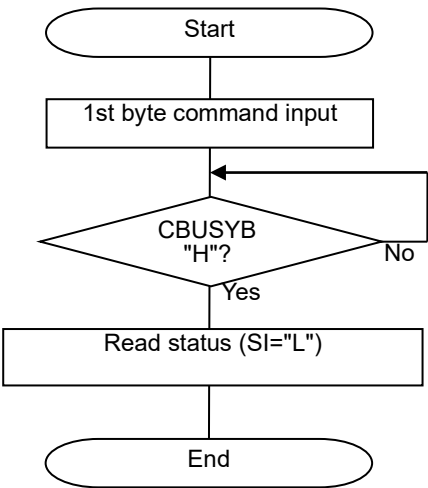 Start
1st byte command input
CBUSYB
"H"?
No
Yes
Read status (SI="L")
End